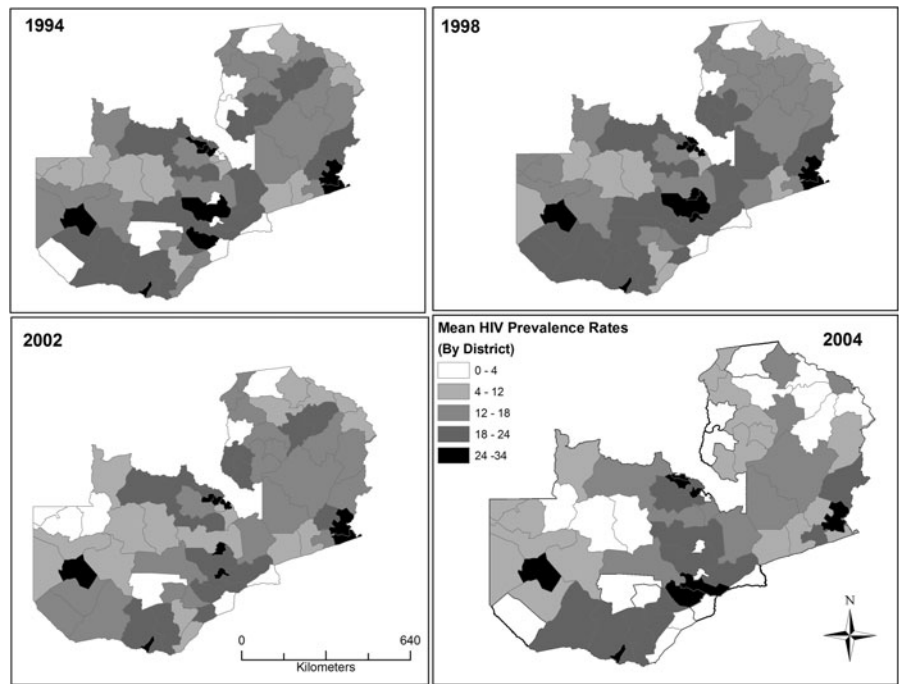 1994
1998
2002
0
640
Kilometers
Mean HIV Prevalence Rates
(By District)
2004
0 - 4
4 - 12
12 - 18
18 - 24
24 -34
N